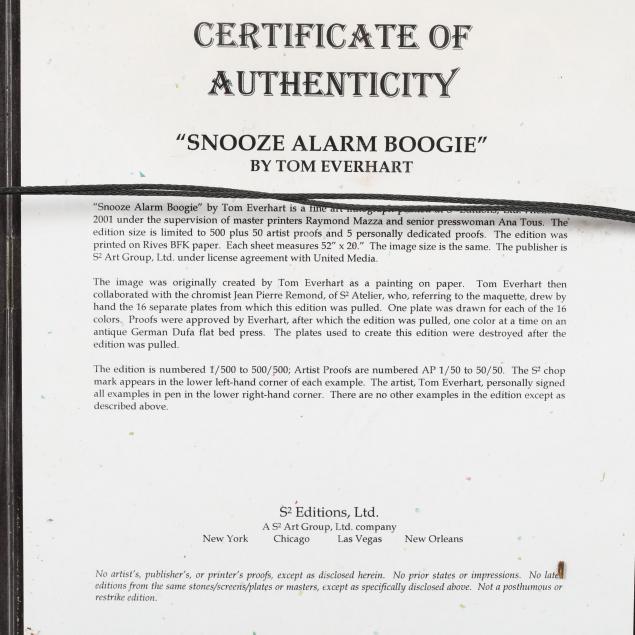 CERTIFICATE OF
AUTHENTICITY
“SNOOZE ALARM BOOGIE”
BY TOM EVERHART
“Snooze Alarm Boogie” by Tom Everhart is a fine art
2001 under the supervision of master printers Raymond Mazza and senior presswoman Ana Tous. The
edition size is limited to 500 plus 50 artist proofs and 5 personally dedicated proofs. The edition was
printed on Rives BFK paper. Each sheet measures 52” x 20.” The image size is the same. The publisher is
S² Art Group, Ltd. under license agreement with United Media.
The image was originally created by Tom Everhart as a painting on paper. Tom Everhart then
collaborated with the chromist Jean Pierre Remond, of S² Atelier, who, referring to the maquette, drew by
hand the 16 separate plates from which this edition was pulled. One plate was drawn for each of the 16
colors. Proofs were approved by Everhart, after which the edition was pulled, one color at a time on an
antique German Dufa flat bed press. The plates used to create this edition were destroyed after the
edition was pulled.
The edition is numbered 1/500 to 500/500; Artist Proofs are numbered AP 1/50 to 50/50. The S² chop
mark appears in the lower left-hand corner of each example. The artist, Tom Everhart, personally signed
all examples in pen in the lower right-hand corner. There are no other examples in the edition except as
described above.
S² Editions, Ltd.
A S² Art Group, Ltd. company
New York Chicago Las Vegas New Orleans
No artist's, publisher's, or printer's proofs, except as disclosed herein. No prior states or impressions. No later
editions from the same stones/screens/plates or masters, except as specifically disclosed above. Not a posthumous or
restrike edition.